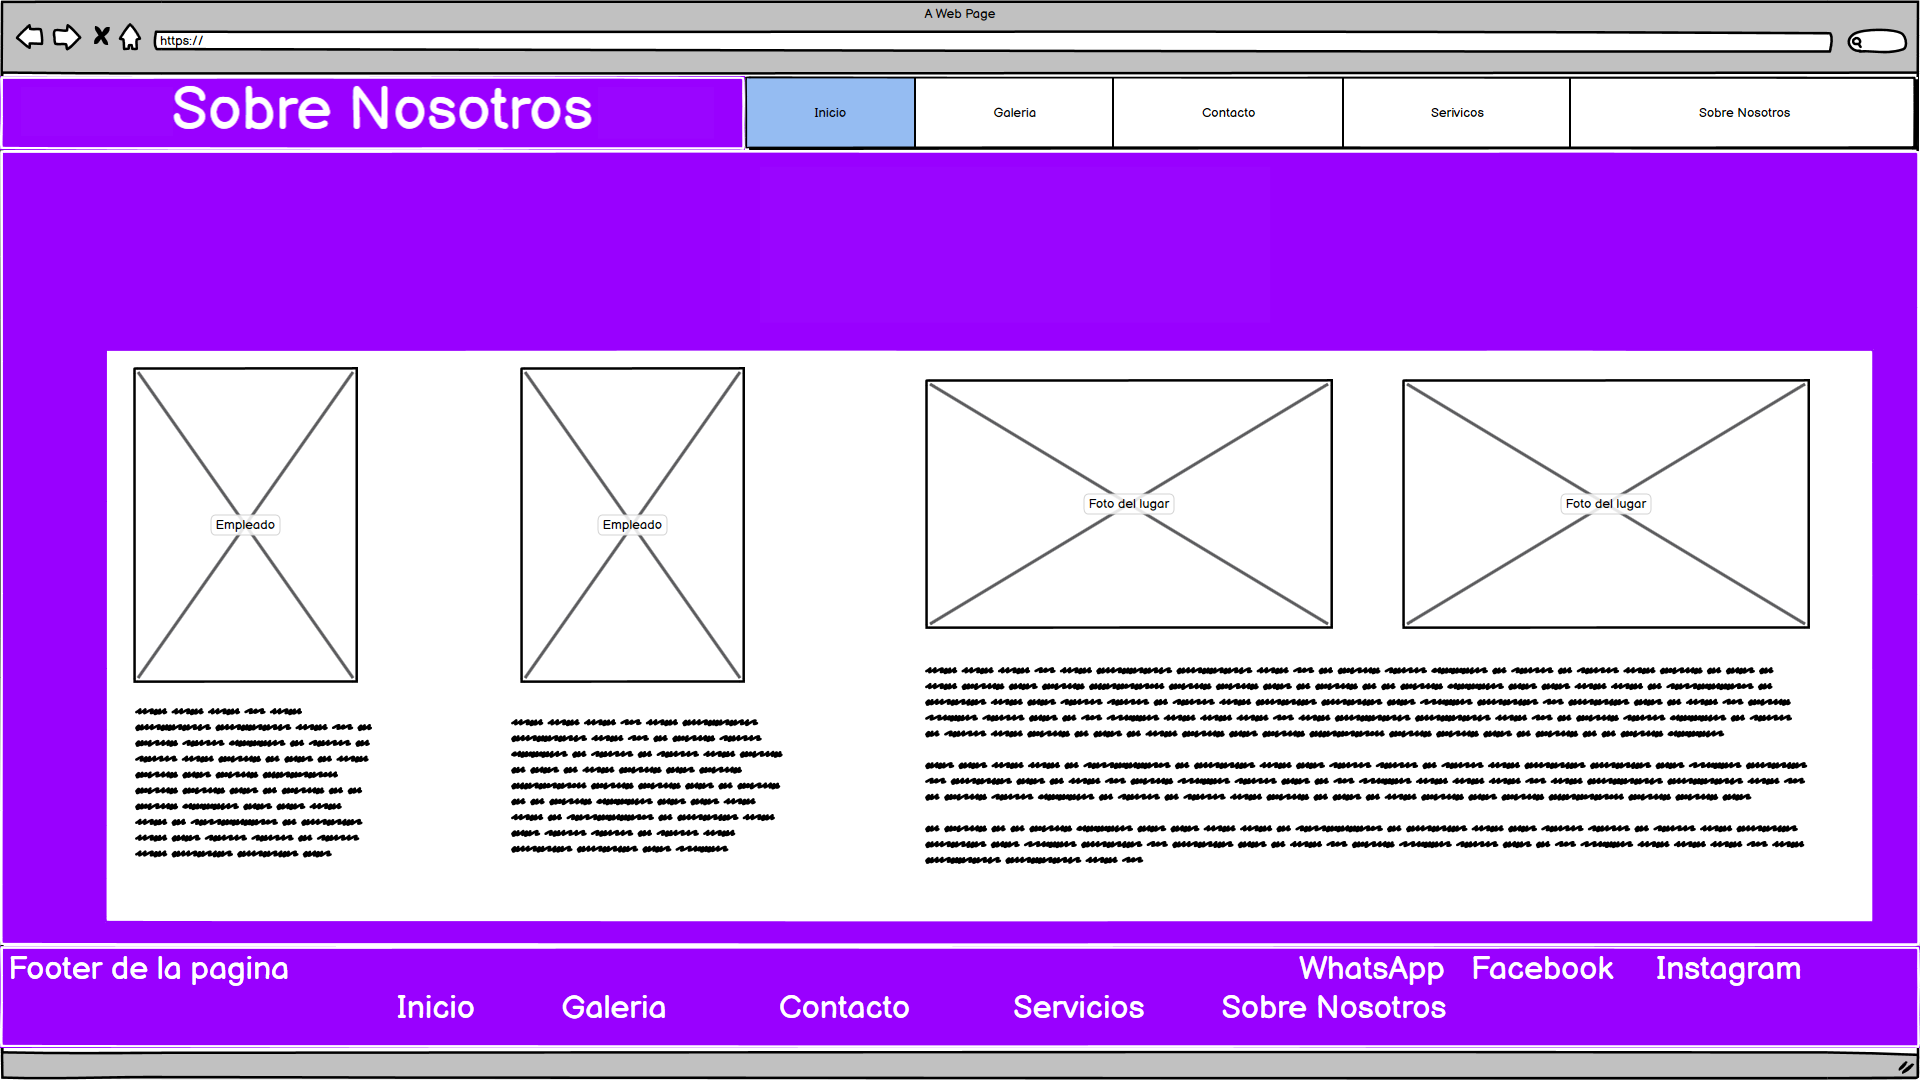 A Web Page
https://
Sobre Nosotros
Inicio Galeria Contacto Serivicos Sobre Nosotros
Empleado Empleado Foto del lugar Foto del lugar
Footer de la pagina WhatsApp Facebook Instagram
Inicio Galeria Contacto Servicios Sobre Nosotros